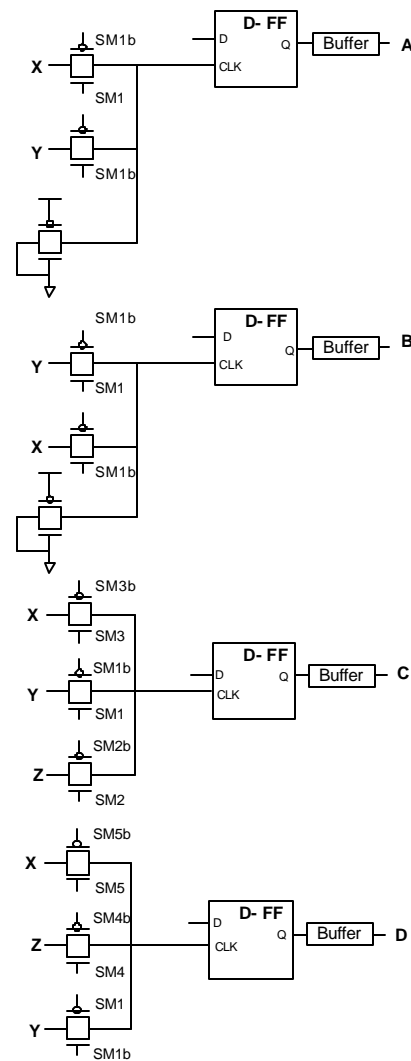 SM1b
D- FF
D
Q
Buffer
A
X
CLK
SM1
Y
SM1b
SM1b
D- FF
D
Q
Buffer
B
Y
CLK
SM1
X
SM1b
SM3b
X
SM3
D- FF
D
Q
Buffer
C
SM1b
Y
CLK
SM1
SM2b
Z
SM2
SM5b
X
SM5
D- FF
D
Q
Buffer
D
SM4b
Z
CLK
SM4
SM1
Y
SM1b